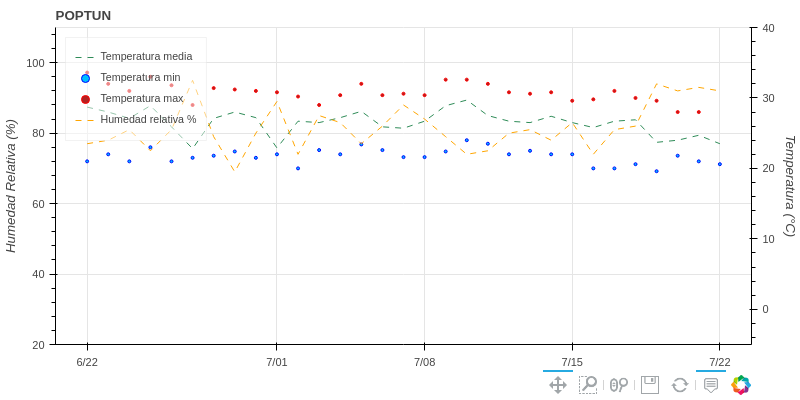 POPTUN
Temperatura media
Temperatura min
Temperatura max
Humedad relativa %
Humedad Relativa (%)
100
80
60
40
20
Temperatura (°C)
40
30
20
10
0
6/22
7/01
7/08
7/15
7/22